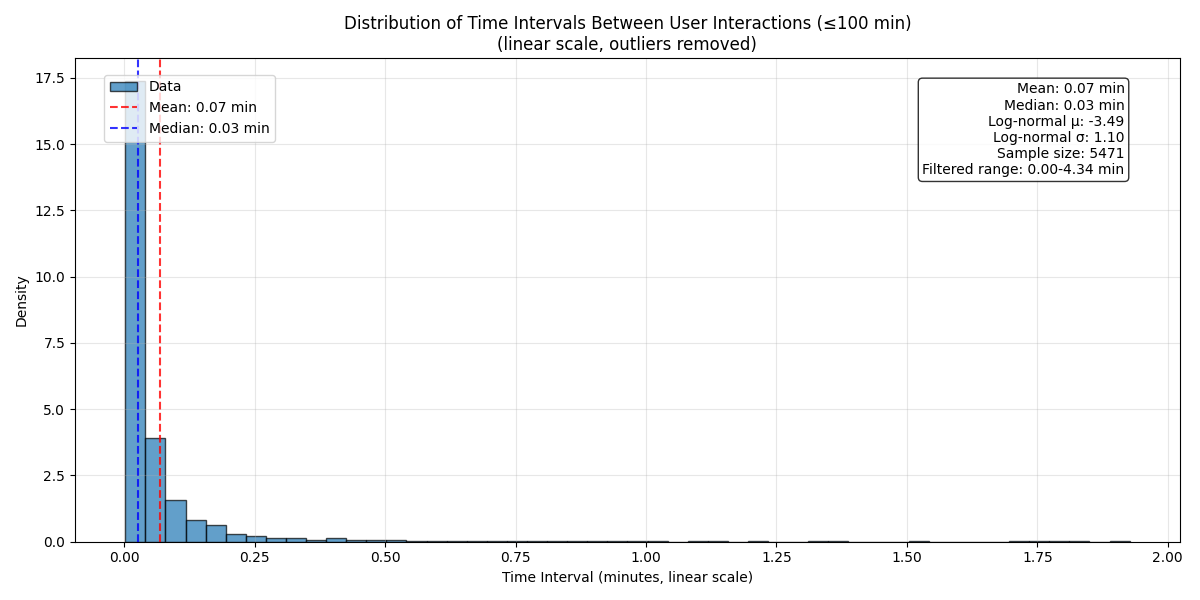 Distribution of Time Intervals Between User Interactions (≤100 min)
(linear scale, outliers removed)
Density
17.5
15.0
12.5
10.0
7.5
5.0
2.5
0.0
Data
Mean: 0.07 min
Median: 0.03 min
Mean: 0.07 min
Median: 0.03 min
Log-normal μ: -3.49
Log-normal σ: 1.10
Sample size: 5471
Filtered range: 0.00-4.34 min
0.00 0.25 0.50 0.75 1.00 1.25 1.50 1.75 2.00
Time Interval (minutes, linear scale)